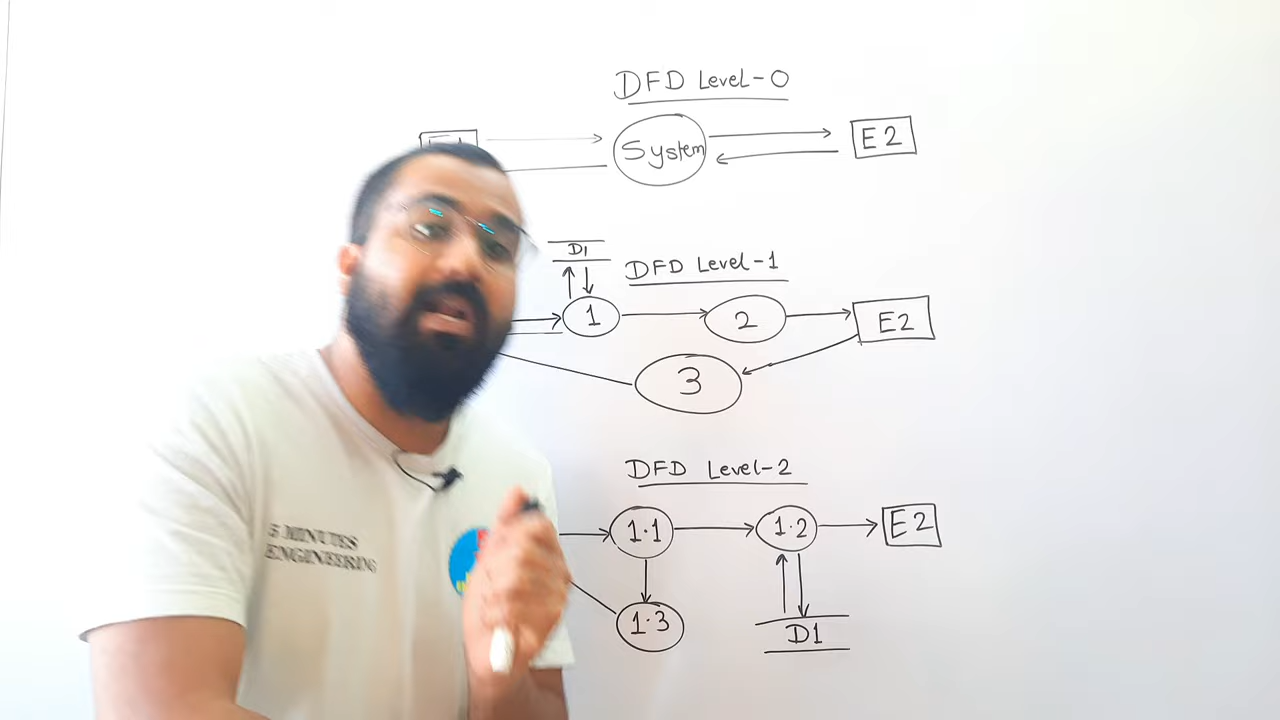 DFD Level-0
System
E2
D1
DFD Level-1
1
2
E2
3
DFD Level-2
1.1
1.2
E2
1.3
D1
5 MINUTES
ENGINEERING